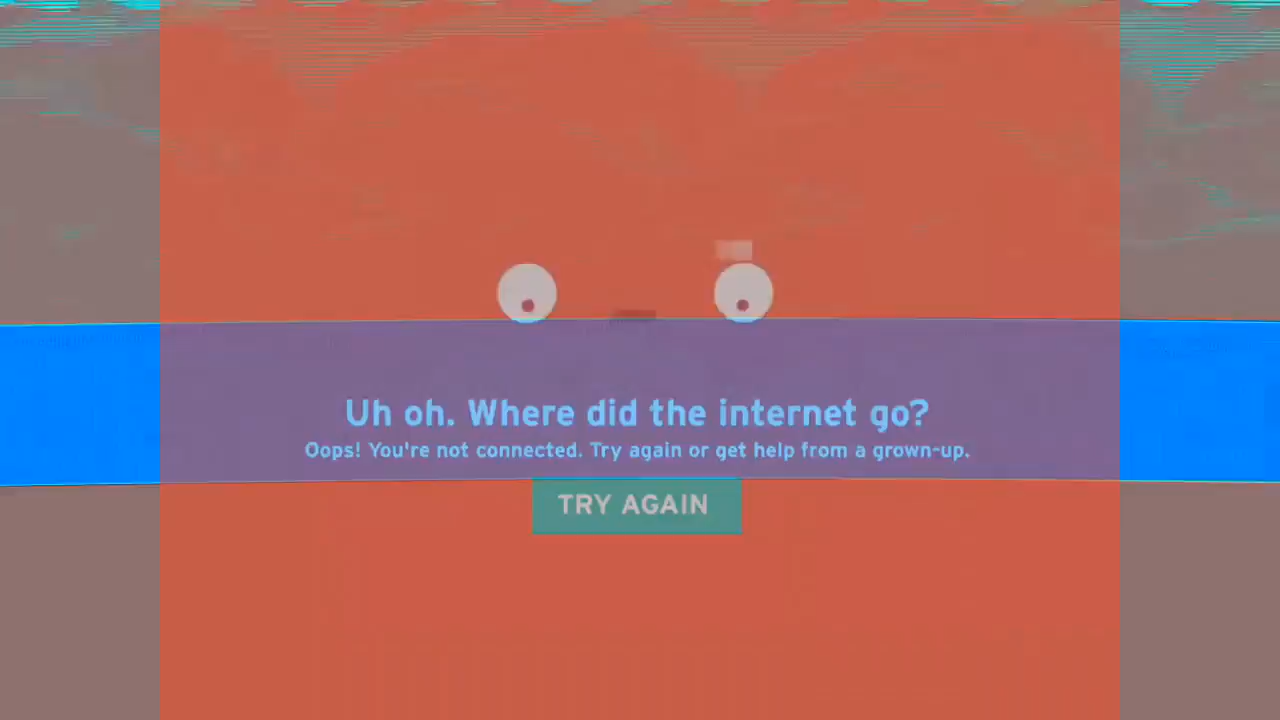 Uh oh. Where did the internet go?
Oops! You're not connected. Try again or get help from a grown-up.
TRY AGAIN